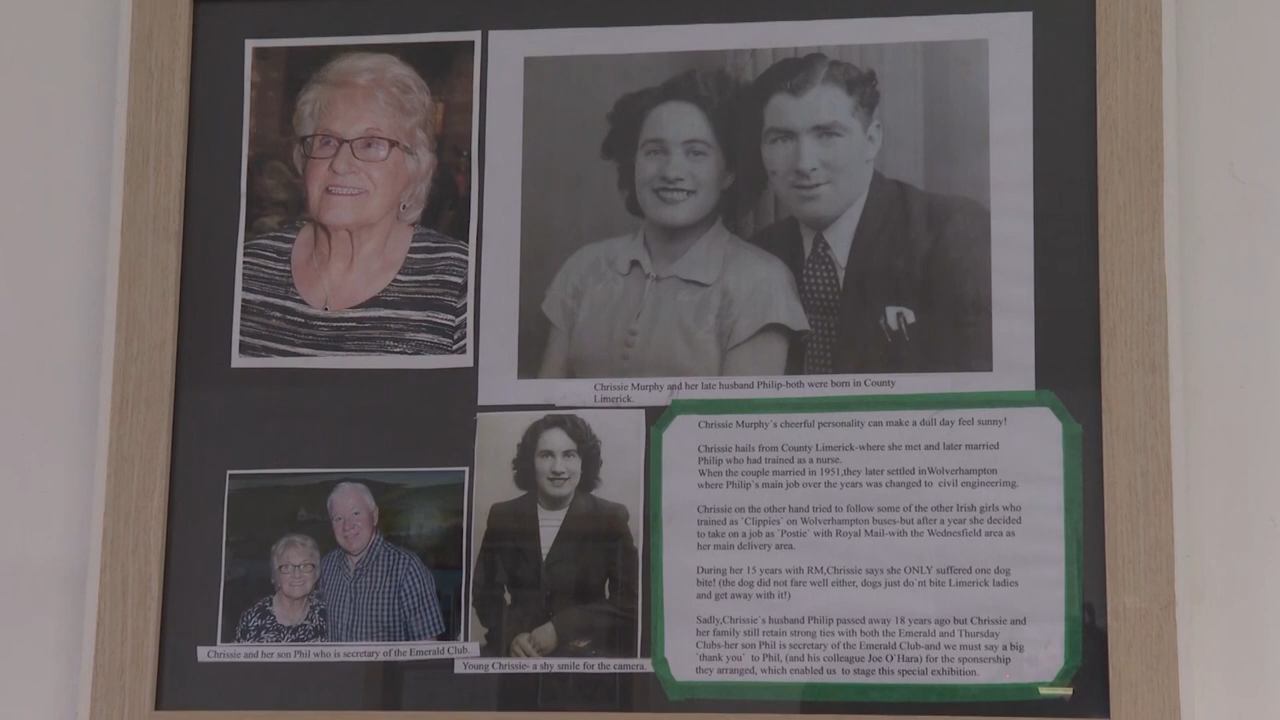 Chrissie Murphy and her late husband Philip-both were born in County
Limerick.
Chrissie Murphy's cheerful personality can make a dull day feel sunny!
Chrissie hails from County Limerick-where she met and later married
Philip who had trained as a nurse.
When the couple married in 1951,they later settled inWolverhampton
where Philip's main job over the years was changed to civil engineerimg.
Chrissie on the other hand tried to follow some of the other Irish girls who
trained as `Clippies` on Wolverhampton buses-but after a year she decided
to take on a job as `Postie` with Royal Mail-with the Wednesfield area as
her main delivery area.
During her 15 years with RM,Chrissie says she ONLY suffered one dog
bite! (the dog did not fare well either, dogs just do`nt bite Limerick ladies
and get away with it!)
Sadly,Chrissie`s husband Philip passed away 18 years ago but Chrissie and
her family still retain strong ties with both the Emerald and Thursday
Clubs-her son Phil is secretary of the Emerald Club-and we must say a big
`thank you` to Phil, (and his colleague Joe O`Hara) for the sponsership
they arranged, which enabled us to stage this special exhibition.
Chrissie and her son Phil who is secretary of the Emerald Club.
Young Chrissie- a shy smile for the camera.